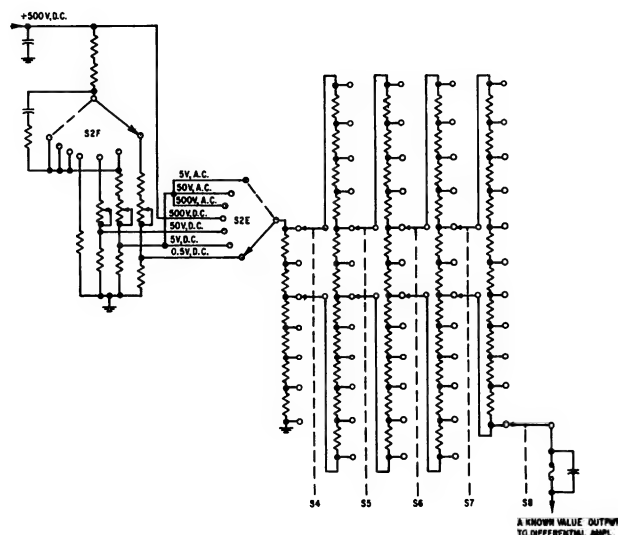 +500V, D.C.
S2F
5V, A.C.
50V, A.C.
500V, A.C.
S2E
500V, D.C.
50V, D.C.
5V, D.C.
0.5V, D.C.
S4
S5
S6
S7
S8
A KNOWN VALUE OUTPUT
TO DIFFERENTIAL AMPL.